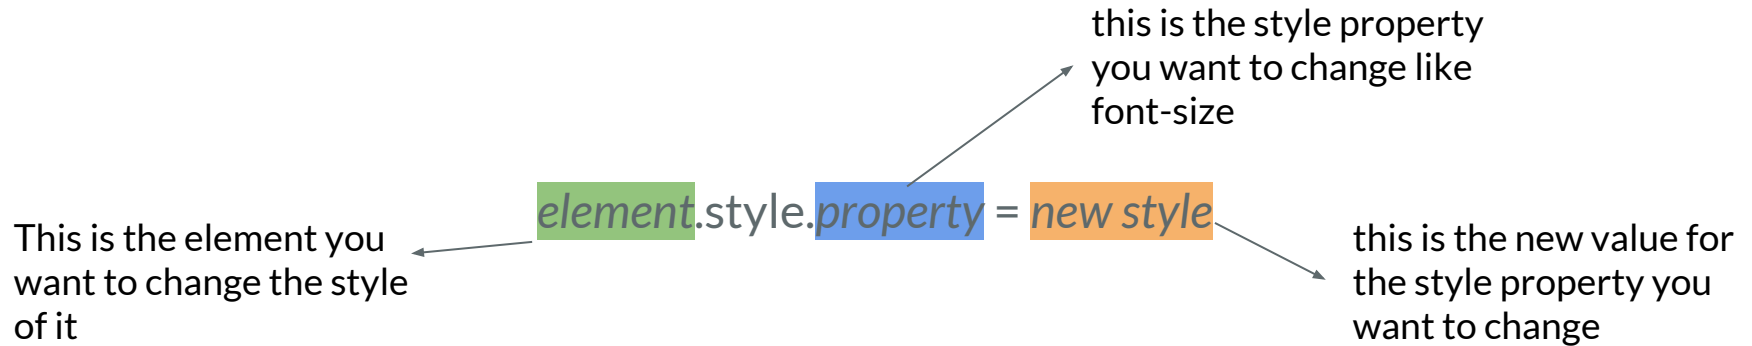 this is the style property
you want to change like
font-size
element.style.property = new style
This is the element you
want to change the style
of it
this is the new value for
the style property you
want to change